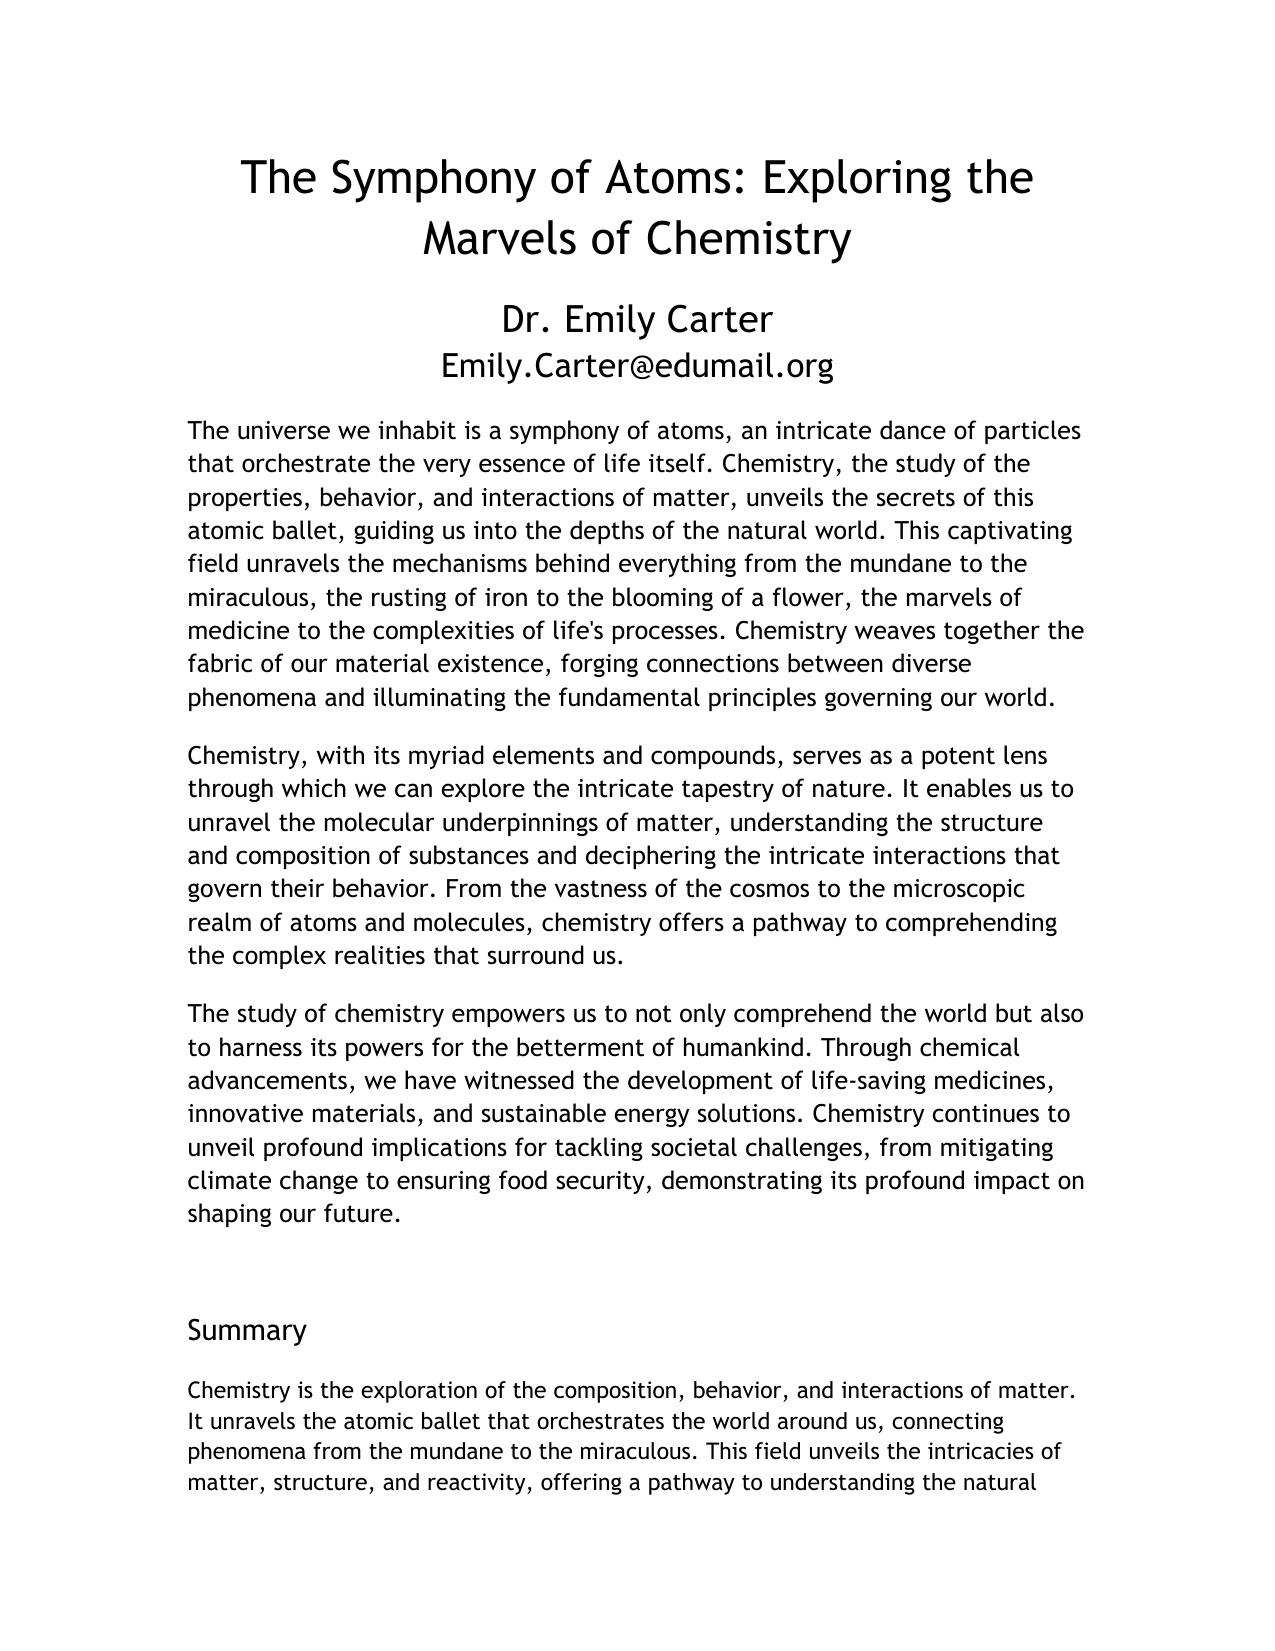 The Symphony of Atoms: Exploring the
Marvels of Chemistry
Dr. Emily Carter
Emily.Carter@edumail.org
The universe we inhabit is a symphony of atoms, an intricate dance of particles
that orchestrate the very essence of life itself. Chemistry, the study of the
properties, behavior, and interactions of matter, unveils the secrets of this
atomic ballet, guiding us into the depths of the natural world. This captivating
field unravels the mechanisms behind everything from the mundane to the
miraculous, the rusting of iron to the blooming of a flower, the marvels of
medicine to the complexities of life's processes. Chemistry weaves together the
fabric of our material existence, forging connections between diverse
phenomena and illuminating the fundamental principles governing our world.
Chemistry, with its myriad elements and compounds, serves as a potent lens
through which we can explore the intricate tapestry of nature. It enables us to
unravel the molecular underpinnings of matter, understanding the structure
and composition of substances and deciphering the intricate interactions that
govern their behavior. From the vastness of the cosmos to the microscopic
realm of atoms and molecules, chemistry offers a pathway to comprehending
the complex realities that surround us.
The study of chemistry empowers us to not only comprehend the world but also
to harness its powers for the betterment of humankind. Through chemical
advancements, we have witnessed the development of life-saving medicines,
innovative materials, and sustainable energy solutions. Chemistry continues to
unveil profound implications for tackling societal challenges, from mitigating
climate change to ensuring food security, demonstrating its profound impact on
shaping our future.
Summary
Chemistry is the exploration of the composition, behavior, and interactions of matter.
It unravels the atomic ballet that orchestrates the world around us, connecting
phenomena from the mundane to the miraculous. This field unveils the intricacies of
matter, structure, and reactivity, offering a pathway to understanding the natural